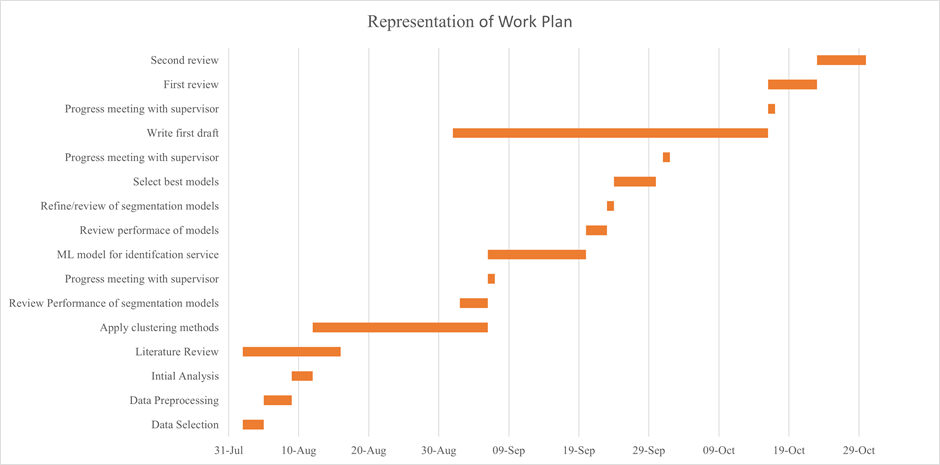 Representation of Work Plan
Second review
First review
Progress meeting with supervisor
Write first draft
Progress meeting with supervisor
Select best models
Refine/review of segmentation models
Review performace of models
ML model for identifcation service
Progress meeting with supervisor
Review Performance of segmentation models
Apply clustering methods
Literature Review
Intial Analysis
Data Preprocessing
Data Selection
31-Jul 10-Aug 20-Aug 30-Aug 09-Sep 19-Sep 29-Sep 09-Oct 19-Oct 29-Oct